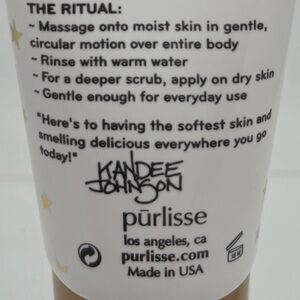 THE RITUAL:
~ Massage onto moist skin in gentle,
circular motion over entire body
~ Rinse with warm water
~ For a deeper scrub, apply on dry skin
~ Gentle enough for everyday use
"Here's to having the softest skin and
smelling delicious everywhere you go
today!"
KANDEE
JOHNSON
pūrlisse
los angeles, ca
purlisse.com
Made in USA